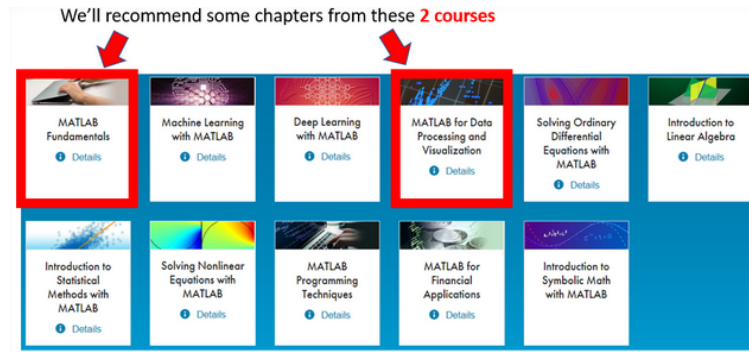 We'll recommend some chapters from these 2 courses
MATLAB
Fundamentals
Details
Machine Learning
with MATLAB
Details
Deep Learning
with MATLAB
Details
MATLAB for Data
Processing and
Visualization
Details
Solving Ordinary
Differential
Equations with
MATLAB
Details
Introduction to
Linear Algebra
Details
Introduction to
Statistical
Methods with
MATLAB
Details
Solving Nonlinear
Equations with
MATLAB
Details
MATLAB
Programming
Techniques
Details
MATLAB for
Financial
Applications
Details
Introduction to
Symbolic Math
with MATLAB